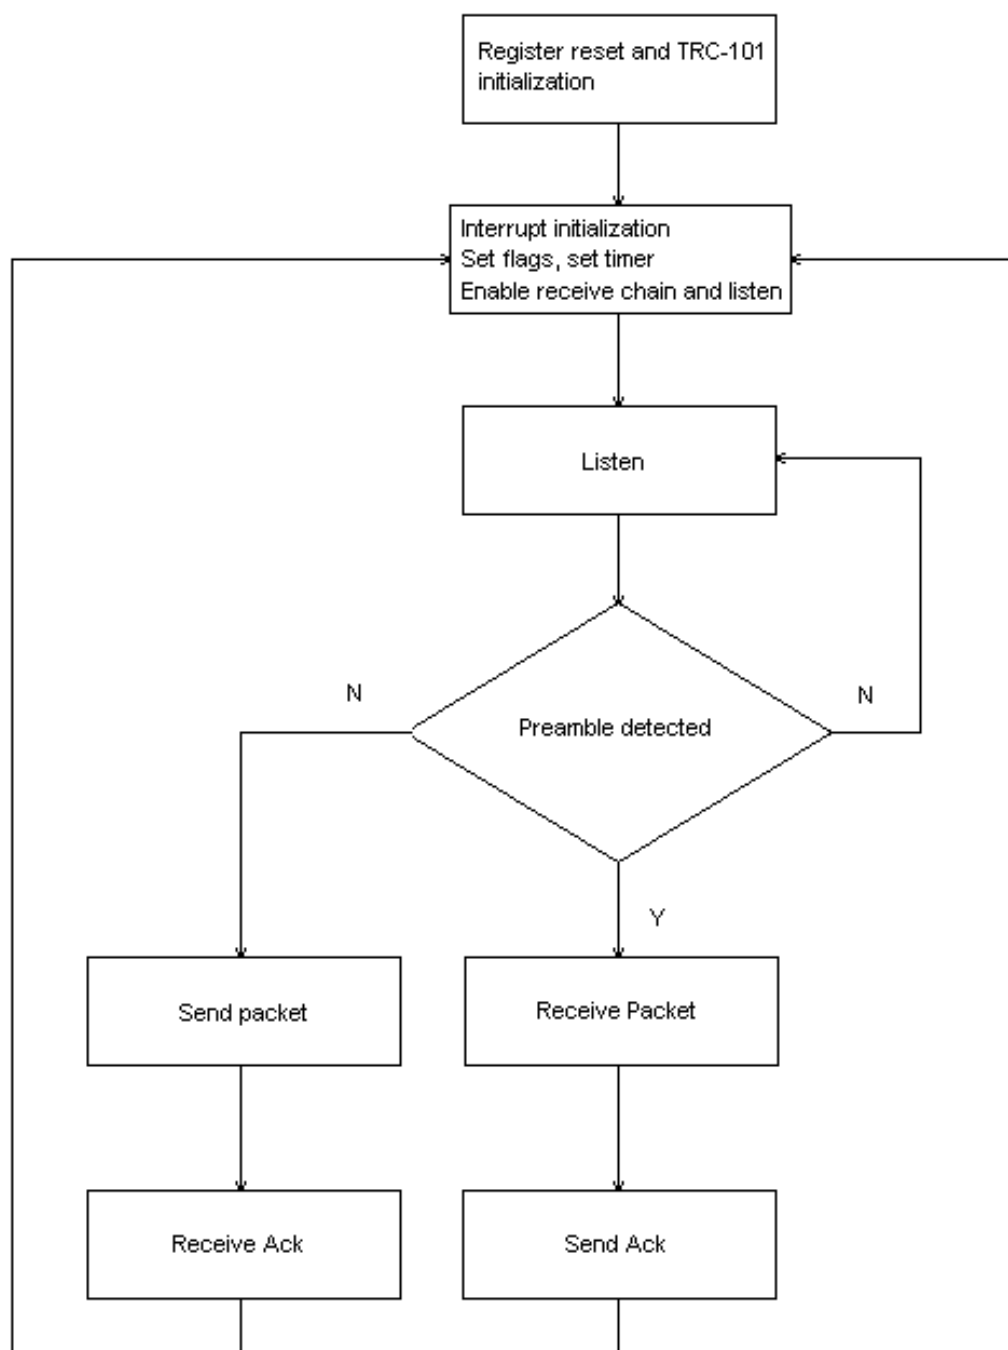 Register reset and TRC-101
initialization
Interrupt initialization
Set flags, set timer
Enable receive chain and listen
Listen
N
N
Preamble detected
Y
Send packet
Receive Packet
Receive Ack
Send Ack